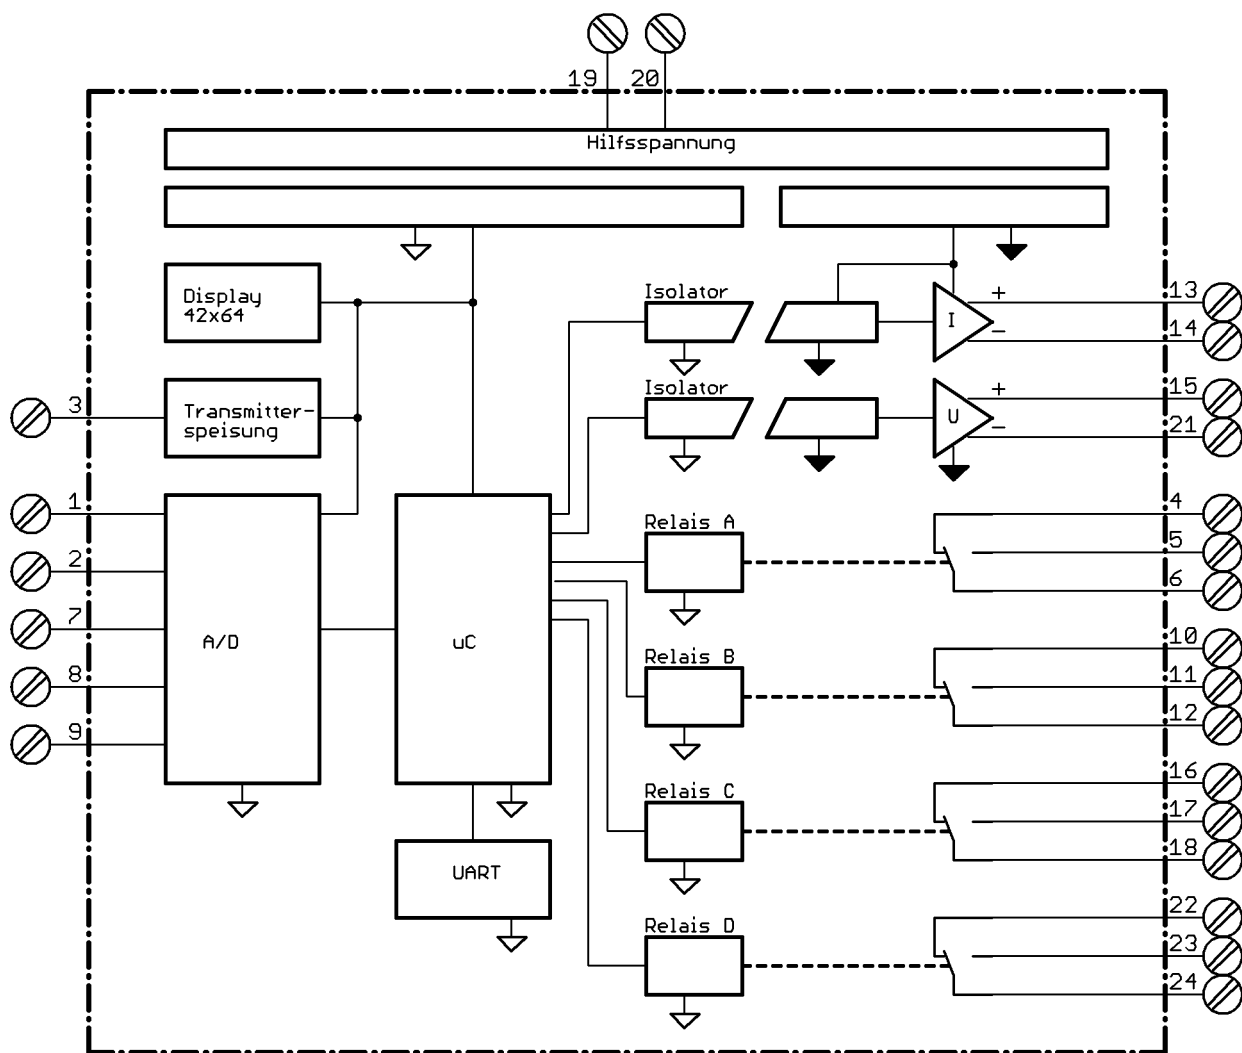 19
20
Hilfsspannung
Display
42x64
Isolator
I
+
-
13
14
3
Transmitter-
speisung
Isolator
U
+
-
15
21
1
2
7
8
9
A/D
uC
Relais A
4
5
6
Relais B
10
11
12
Relais C
16
17
18
UART
Relais D
22
23
24